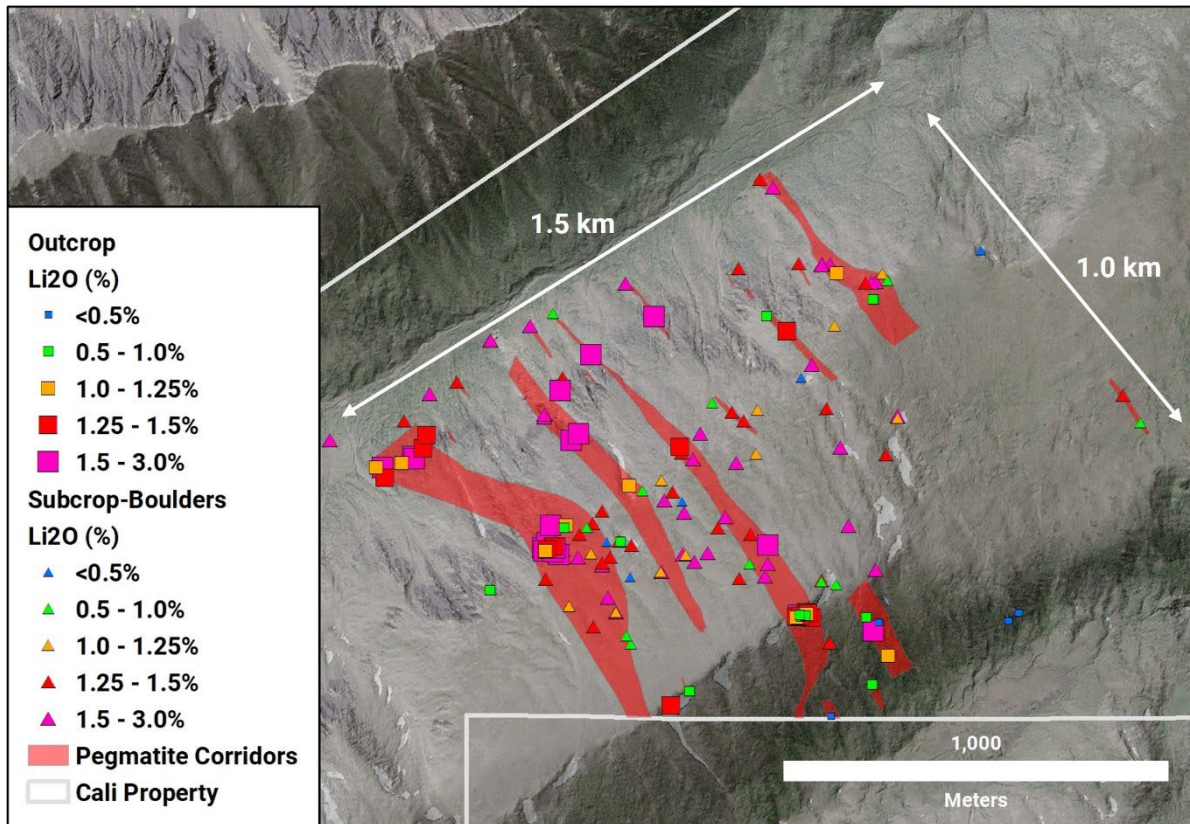 Outcrop
Li2O (%)
<0.5%
0.5 - 1.0%
1.0 - 1.25%
1.25 - 1.5%
1.5 - 3.0%
Subcrop-Boulders
Li2O (%)
<0.5%
0.5 - 1.0%
1.0 - 1.25%
1.25 - 1.5%
1.5 - 3.0%
Pegmatite Corridors
Cali Property
1.5 km
1.0 km
1,000
Meters